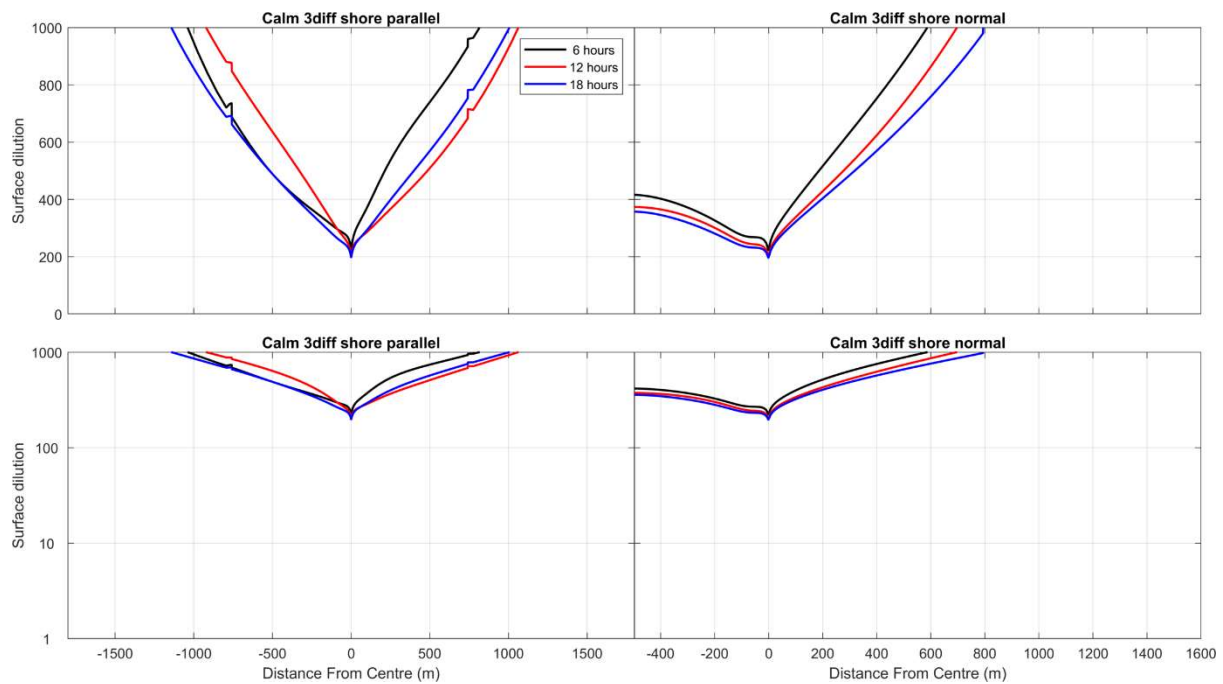 Calm 3diff shore parallel
Calm 3diff shore normal
1000
800
600
400
200
0
Surface dilution
6 hours
12 hours
18 hours
Calm 3diff shore parallel
Calm 3diff shore normal
1000
100
10
1
Surface dilution
-1500 -1000 -500 0 500 1000 1500
-400 -200 0 200 400 600 800 1000 1200 1400 1600
Distance From Centre (m)
Distance From Centre (m)